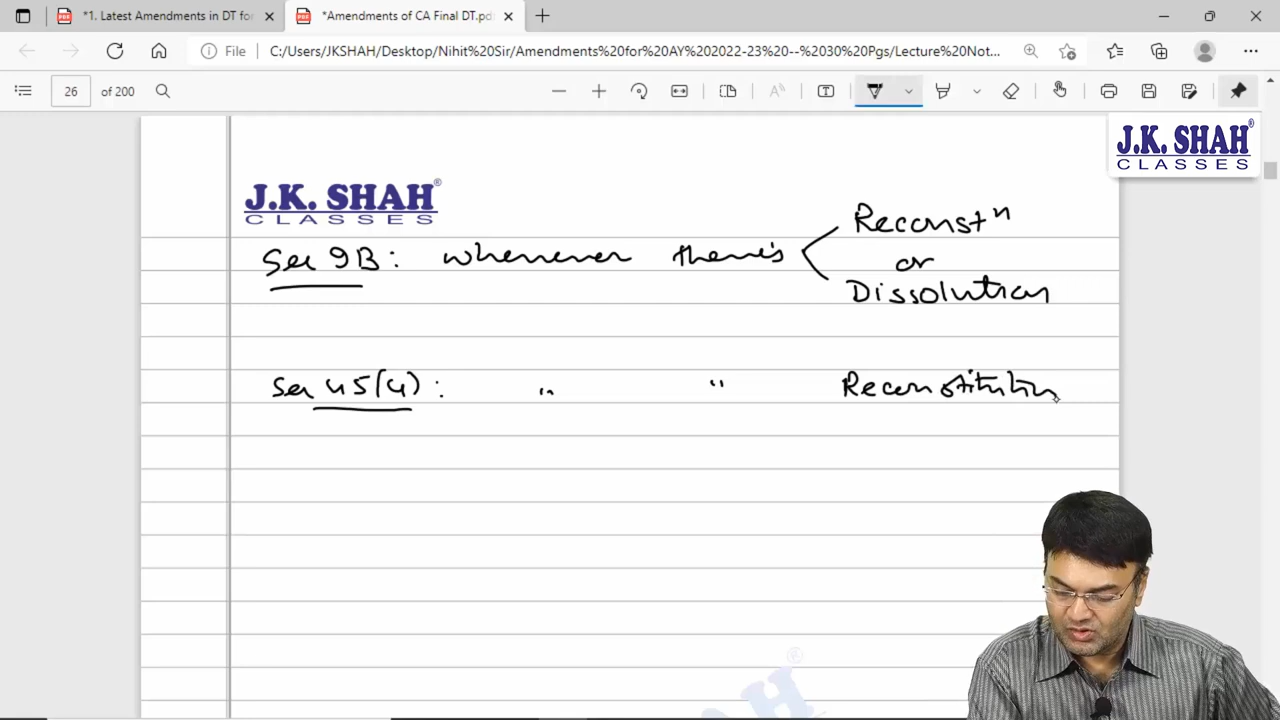 *1. Latest Amendments in DT for
*Amendments of CA Final DT.pdf
File C:/Users/JKSHAH/Desktop/Nihit%20Sir/Amendments%20for%20AY%202022-23%20--%2030%20Pgs/Lecture%20Not...
26 of 200
J.K. SHAH®
CLASSES
J.K. SHAH®
CLASSES
Sec 9B: whenever there's Reconstn
or
Dissolution
Sec 45(4): " " Reconstitution